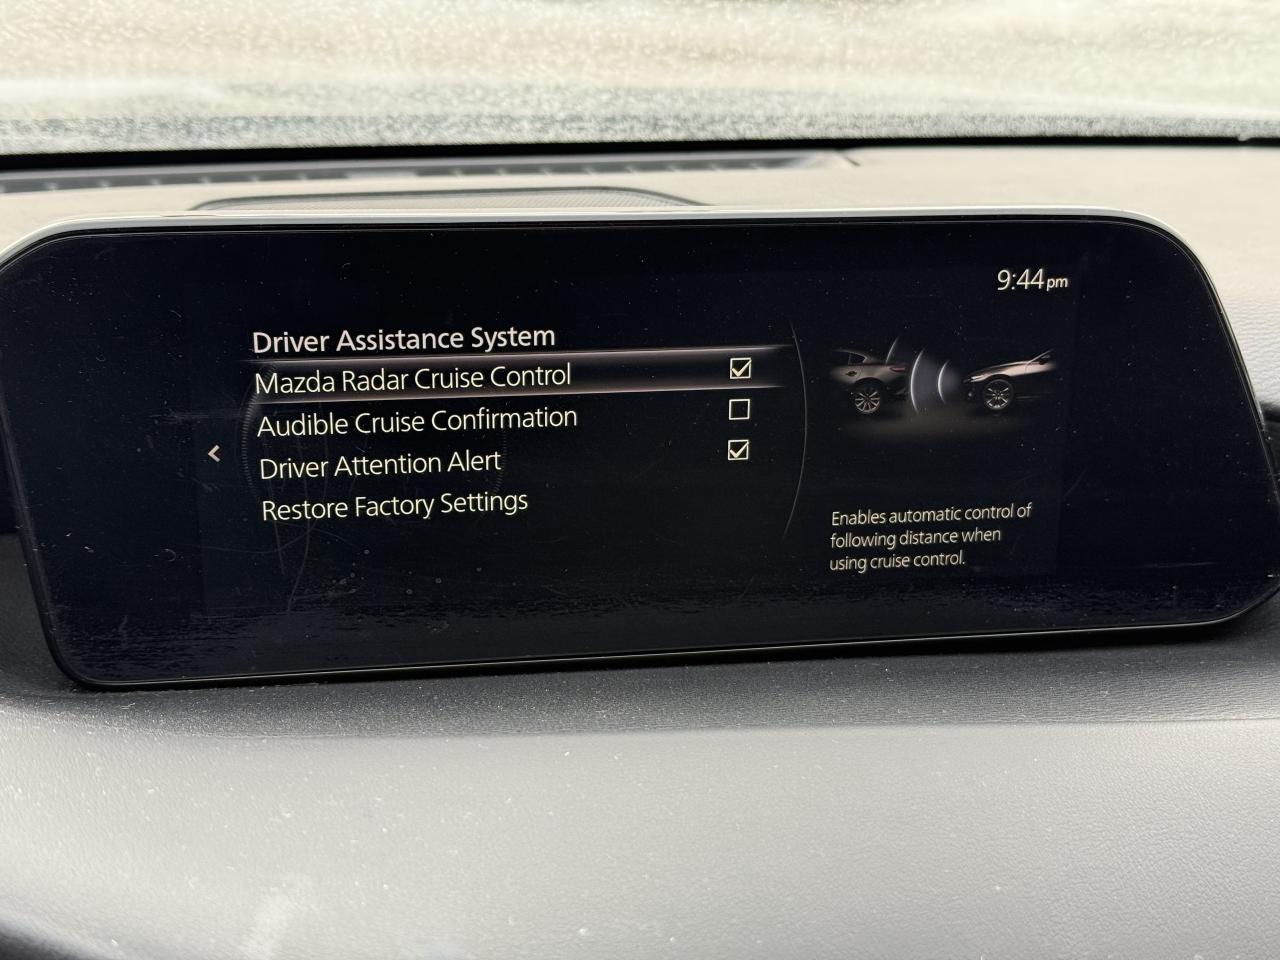 9:44pm
Driver Assistance System
Mazda Radar Cruise Control
Audible Cruise Confirmation
Driver Attention Alert
Restore Factory Settings
Enables automatic control of
following distance when
using cruise control.